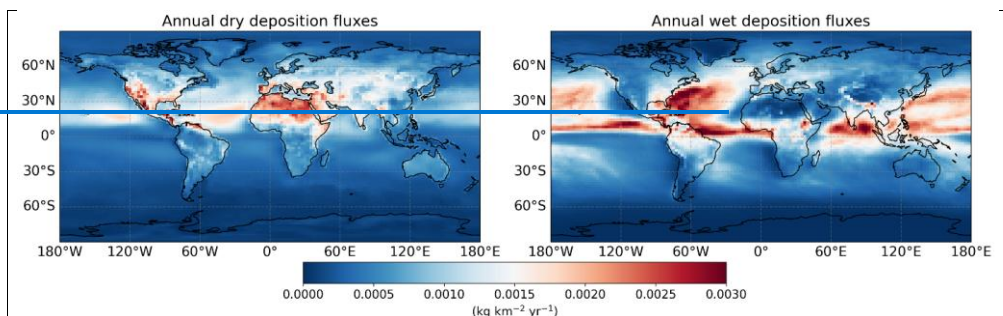 Annual dry deposition fluxes
Annual wet deposition fluxes
60°N
30°N
0°
30°S
60°S
180°W 120°W 60°W 0° 60°E 120°E 180°E
60°N
30°N
0°
30°S
60°S
180°W 120°W 60°W 0° 60°E 120°E 180°E
0.0000 0.0005 0.0010 0.0015 0.0020 0.0025 0.0030
(kg km⁻² yr⁻¹)